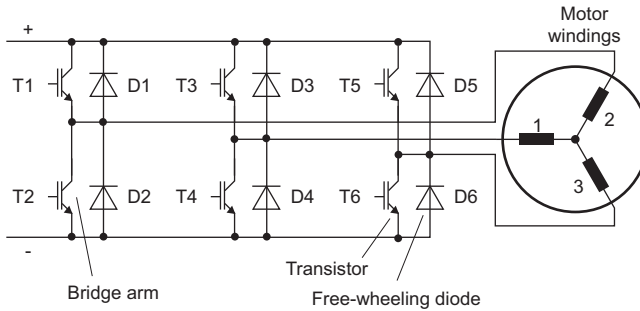 Motor
windings
+
T1
D1
T3
D3
T5
D5
1
2
3
T2
D2
T4
D4
T6
D6
-
Bridge arm
Transistor
Free-wheeling diode